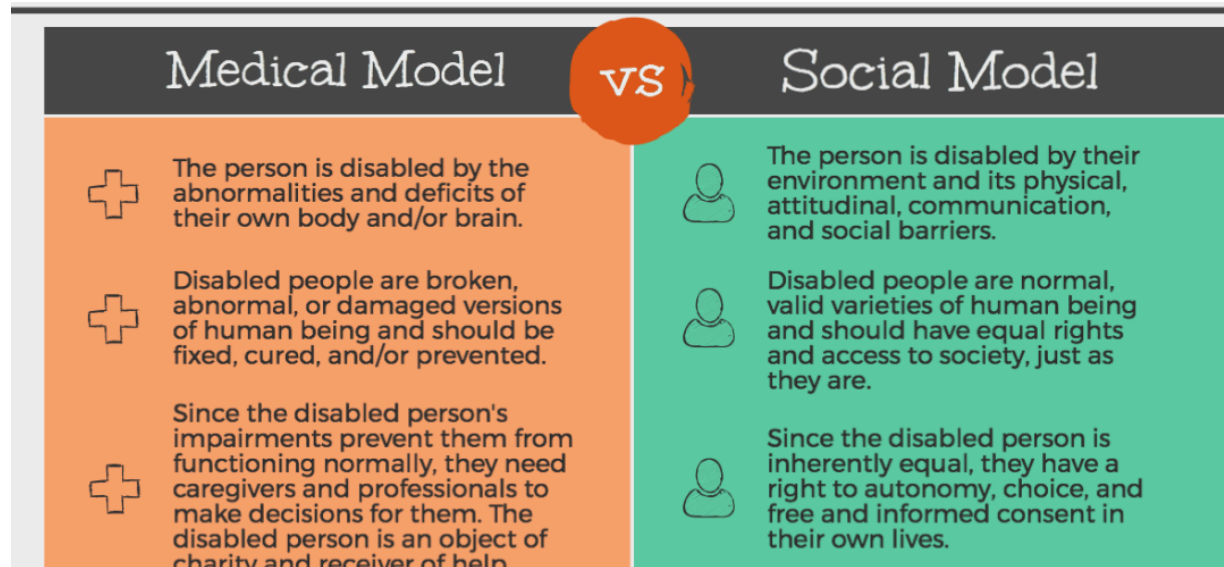 Medical Model
vs
Social Model
The person is disabled by the
abnormalities and deficits of
their own body and/or brain.
Disabled people are broken,
abnormal, or damaged versions
of human being and should be
fixed, cured, and/or prevented.
Since the disabled person's
impairments prevent them from
functioning normally, they need
caregivers and professionals to
make decisions for them. The
disabled person is an object of
charity and receiver of help.
The person is disabled by their
environment and its physical,
attitudinal, communication,
and social barriers.
Disabled people are normal,
valid varieties of human being
and should have equal rights
and access to society, just as
they are.
Since the disabled person is
inherently equal, they have a
right to autonomy, choice, and
free and informed consent in
their own lives.